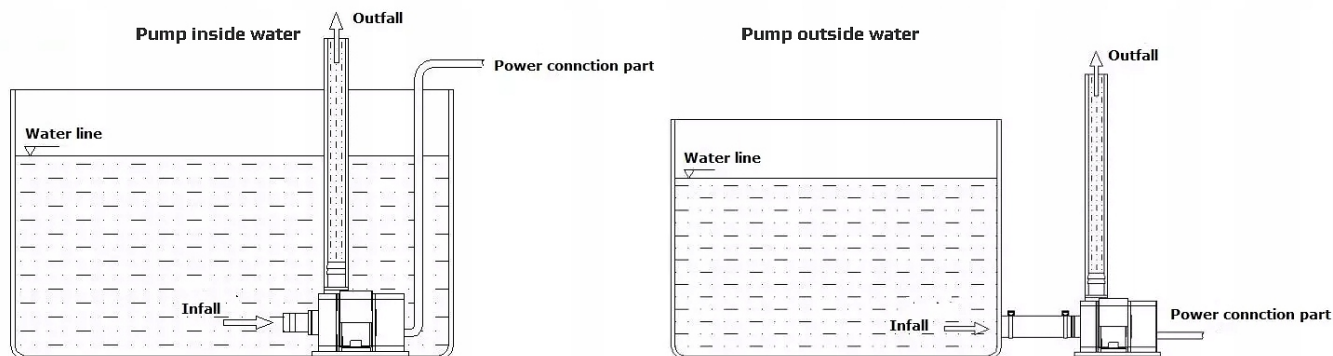 Pump inside water
Outfall
Power connction part
Water line
Infall
Pump outside water
Outfall
Water line
Infall
Power connction part